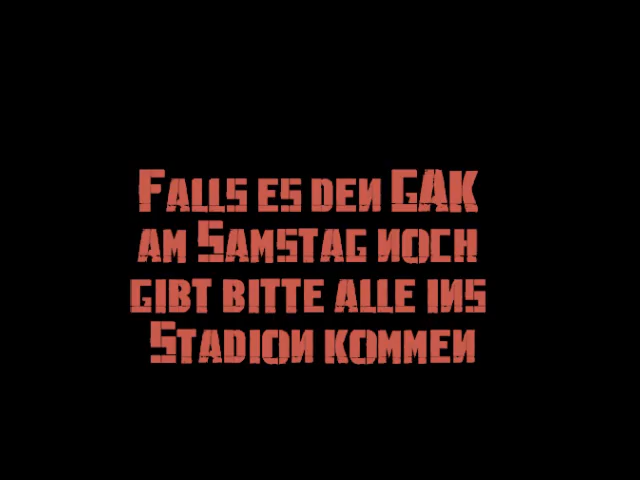 Falls es den GAK
am Samstag noch
gibt bitte alle ins
Stadion kommen